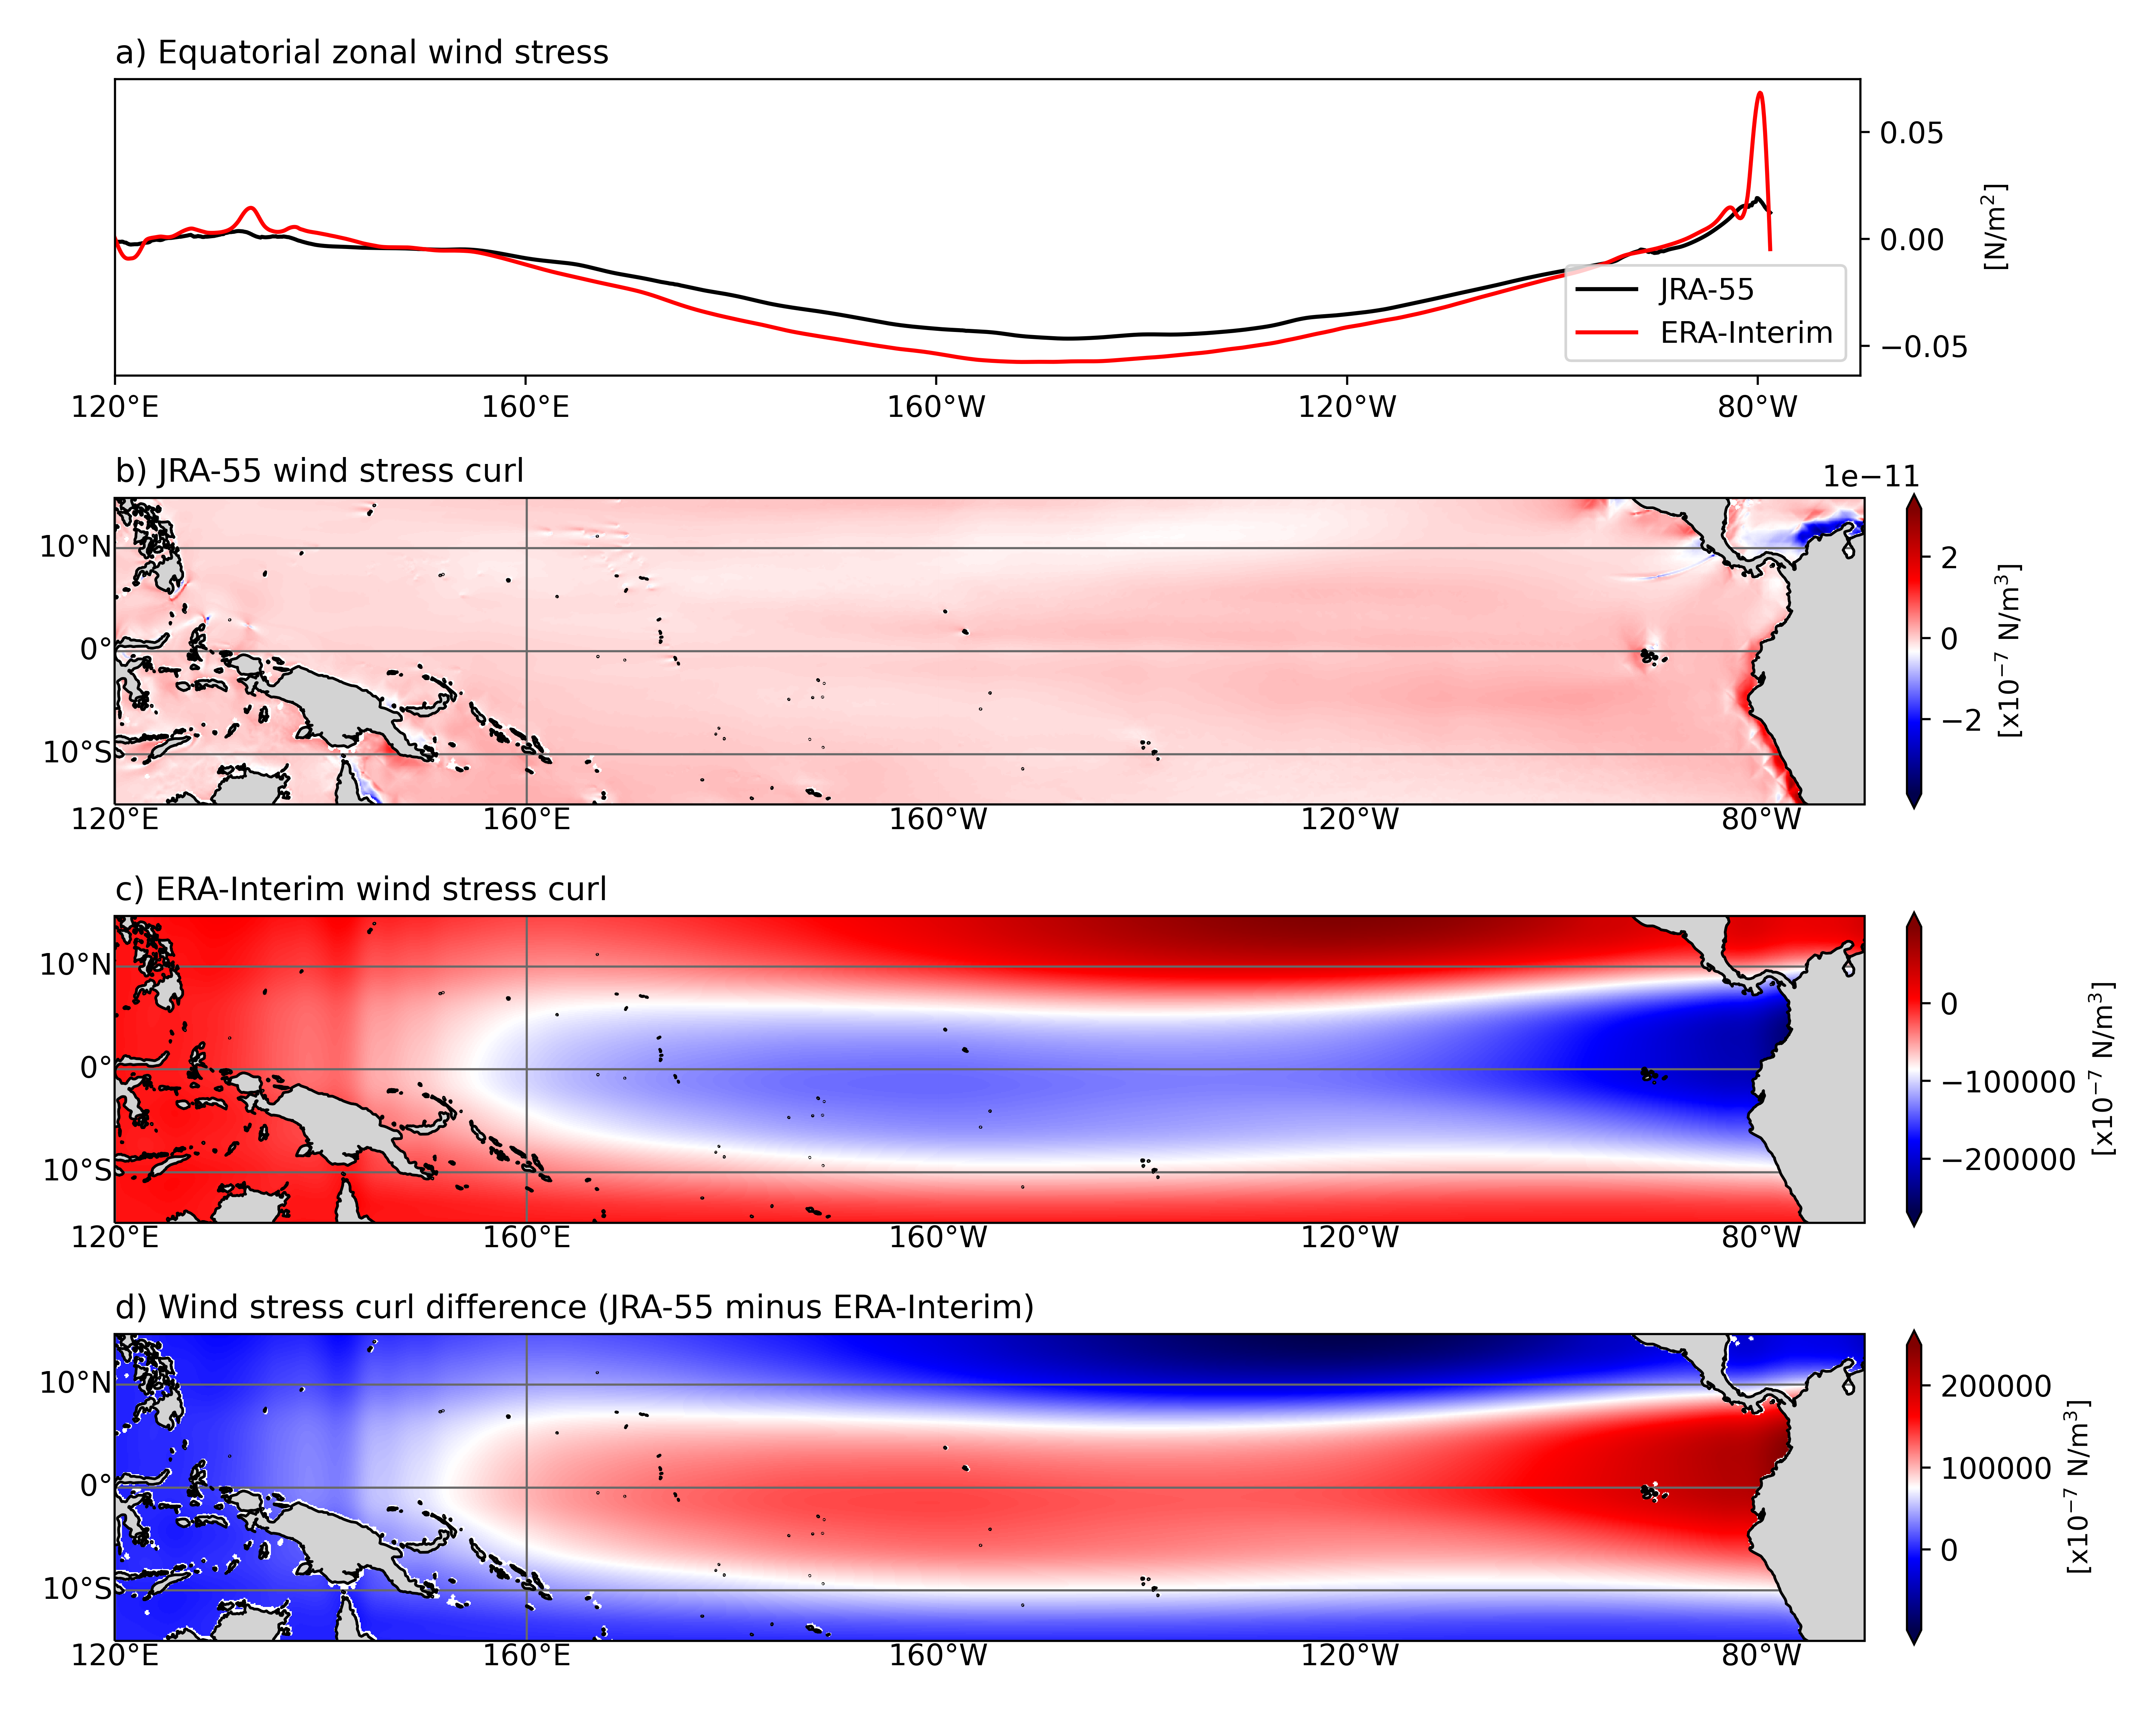 a) Equatorial zonal wind stress
0.05
0.00
−0.05
[N/m²]
JRA-55
ERA-Interim
120°E 160°E 160°W 120°W 80°W
b) JRA-55 wind stress curl
1e−11
10°N
0°
10°S
2
0
−2
[x10⁻⁷ N/m³]
120°E 160°E 160°W 120°W 80°W
c) ERA-Interim wind stress curl
10°N
0°
10°S
0
−100000
−200000
[x10⁻⁷ N/m³]
120°E 160°E 160°W 120°W 80°W
d) Wind stress curl difference (JRA-55 minus ERA-Interim)
10°N
0°
10°S
200000
100000
0
[x10⁻⁷ N/m³]
120°E 160°E 160°W 120°W 80°W